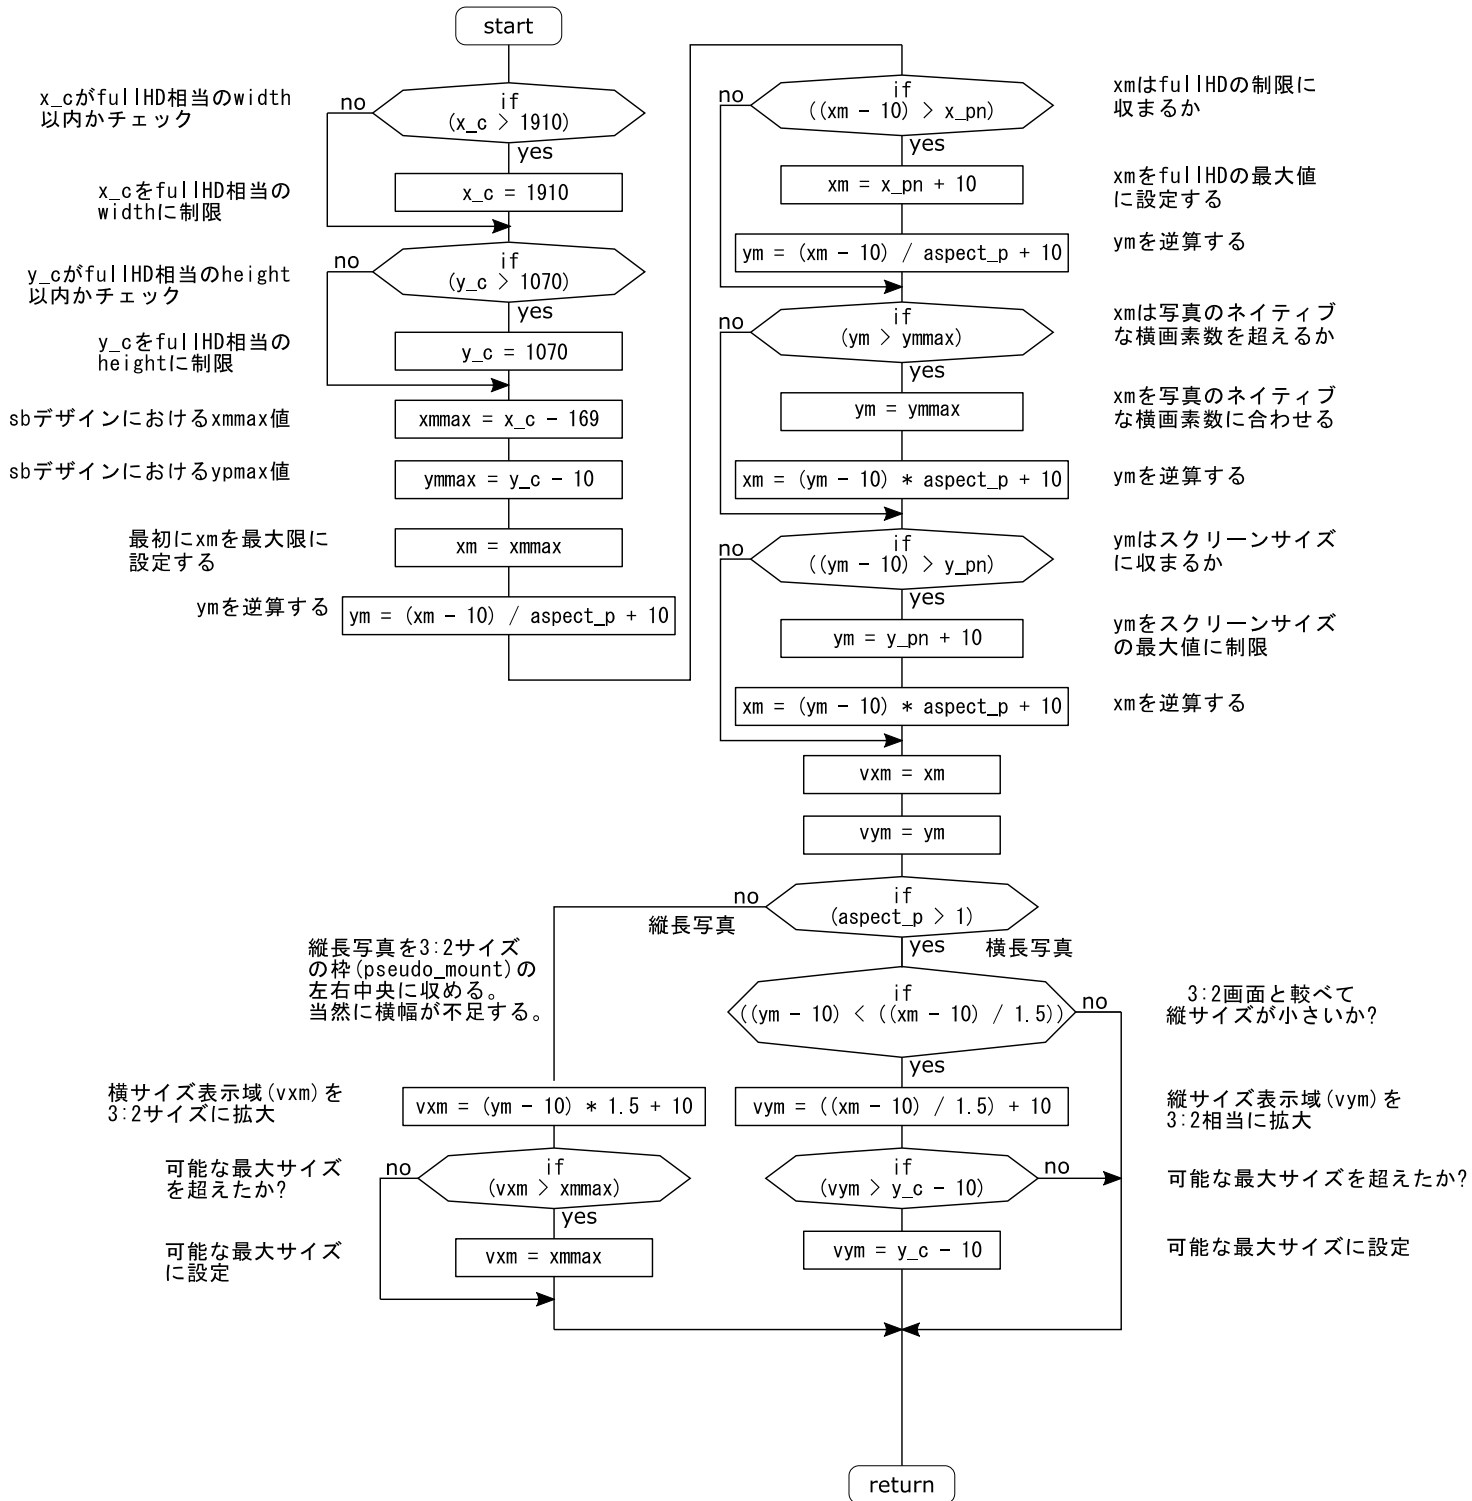 start
x_cがfullHD相当のwidth
以内かチェック
no
if
(x_c > 1910)
yes
x_cをfullHD相当の
widthに制限
x_c = 1910
y_cがfullHD相当のheight
以内かチェック
no
if
(y_c > 1070)
yes
y_cをfullHD相当の
heightに制限
y_c = 1070
sbデザインにおけるxmmax値
xmmax = x_c - 169
sbデザインにおけるypmax値
ymmax = y_c - 10
最初にxmを最大限に
設定する
xm = xmmax
ymを逆算する
ym = (xm - 10) / aspect_p + 10
no
if
((xm - 10) > x_pn)
yes
xmはfullHDの制限に
収まるか
xm = x_pn + 10
xmをfullHDの最大値
に設定する
ym = (xm - 10) / aspect_p + 10
ymを逆算する
no
if
(ym > ymmax)
yes
xmは写真のネイティブ
な横画素数を超えるか
ym = ymmax
xmを写真のネイティブ
な横画素数に合わせる
xm = (ym - 10) * aspect_p + 10
ymを逆算する
no
if
((ym - 10) > y_pn)
yes
ymはスクリーンサイズ
に収まるか
ym = y_pn + 10
ymをスクリーンサイズ
の最大値に制限
xm = (ym - 10) * aspect_p + 10
xmを逆算する
vxm = xm
vym = ym
no
if
(aspect_p > 1)
縦長写真
yes
横長写真
縦長写真を3:2サイズ
の枠(pseudo_mount)の
左右中央に収める。
当然に横幅が不足する。
if
((ym - 10) < ((xm - 10) / 1.5))
no
yes
3:2画面と較べて
縦サイズが小さいか?
横サイズ表示域(vxm)を
3:2サイズに拡大
vxm = (ym - 10) * 1.5 + 10
vym = ((xm - 10) / 1.5) + 10
縦サイズ表示域(vym)を
3:2相当に拡大
可能な最大サイズ
を超えたか?
no
if
(vxm > xmmax)
yes
if
(vym > y_c - 10)
no
可能な最大サイズを超えたか?
可能な最大サイズ
に設定
vxm = xmmax
vym = y_c - 10
可能な最大サイズに設定
return